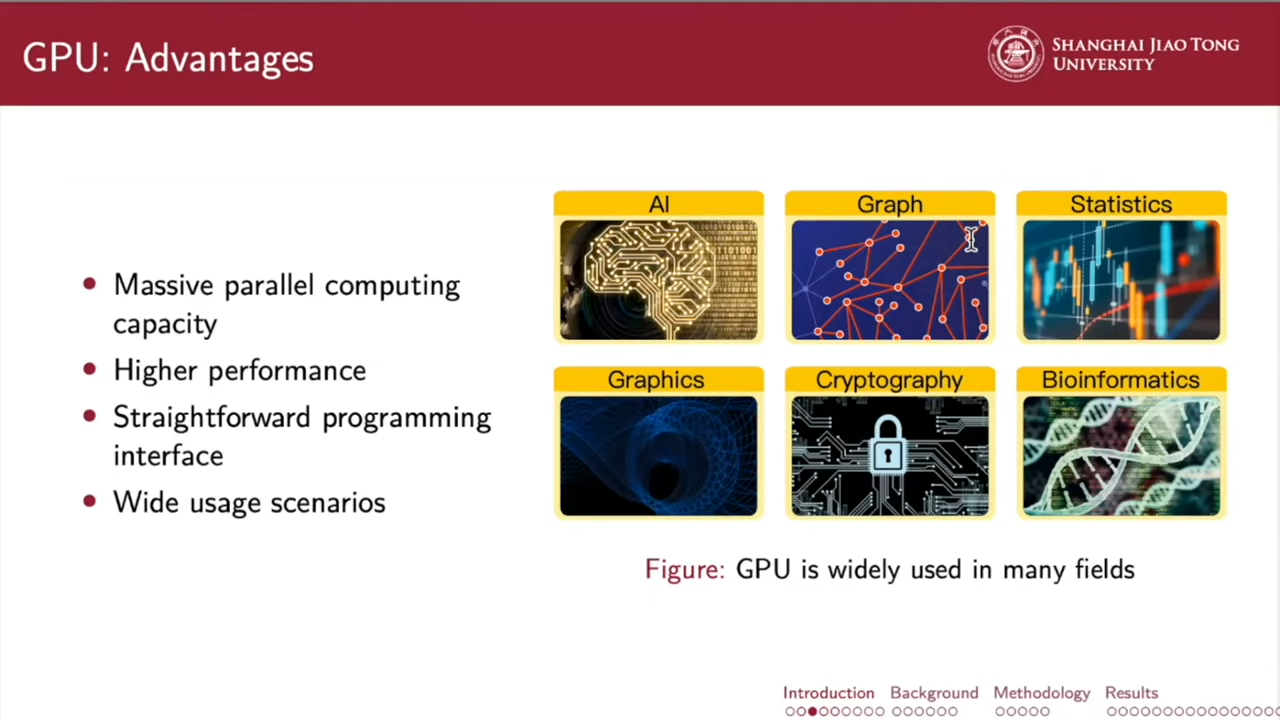 GPU: Advantages
SHANGHAI JIAO TONG
UNIVERSITY
• Massive parallel computing
capacity
• Higher performance
• Straightforward programming
interface
• Wide usage scenarios
AI
Graph
Statistics
Graphics
Cryptography
Bioinformatics
Figure: GPU is widely used in many fields
Introduction Background Methodology Results